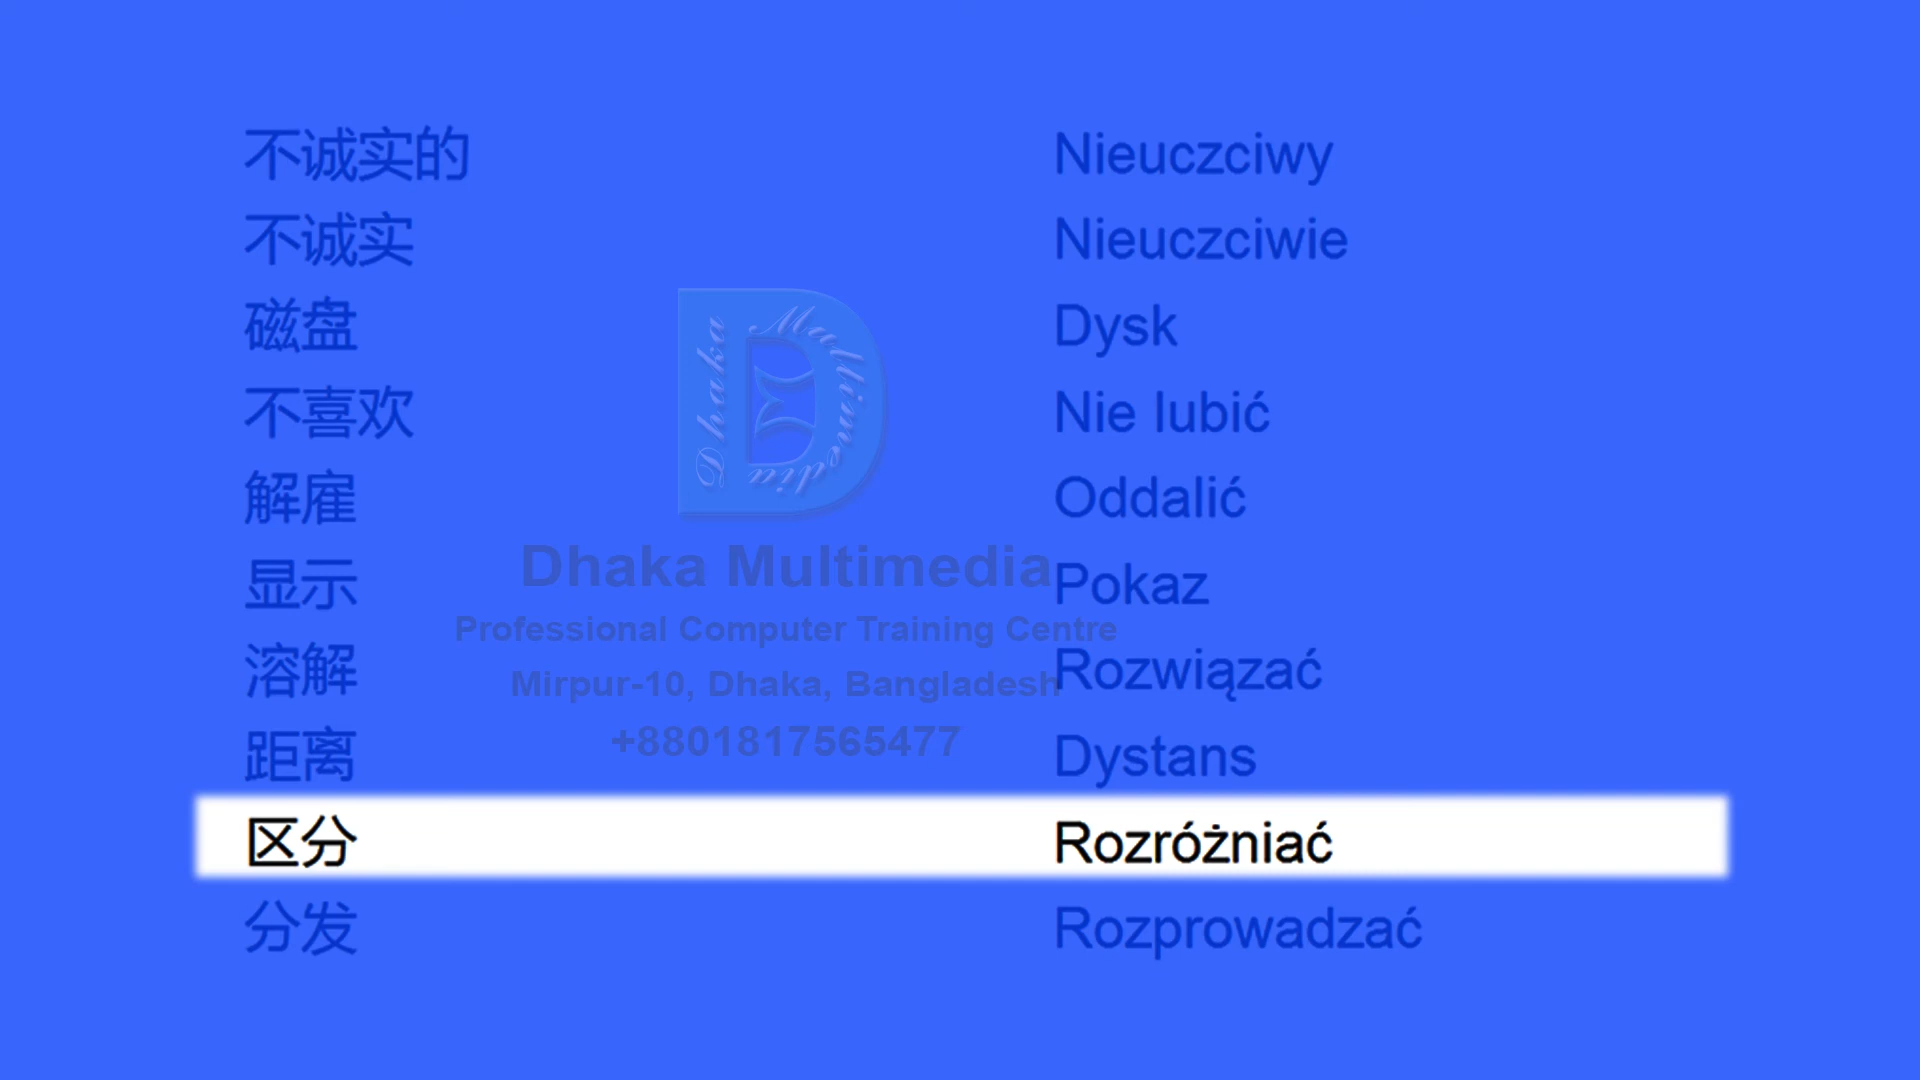 不诚实的 Nieuczciwy
不诚实 Nieuczciwie
磁盘 Dysk
不喜欢 Nie lubić
解雇 Oddalić
显示 Pokaz
溶解 Rozwiązać
距离 Dystans
区分 Rozróżniać
分发 Rozprowadzać
Dhaka Multimedia
Dhaka Multimedia
Professional Computer Training Centre
Mirpur-10, Dhaka, Bangladesh
+8801817565477